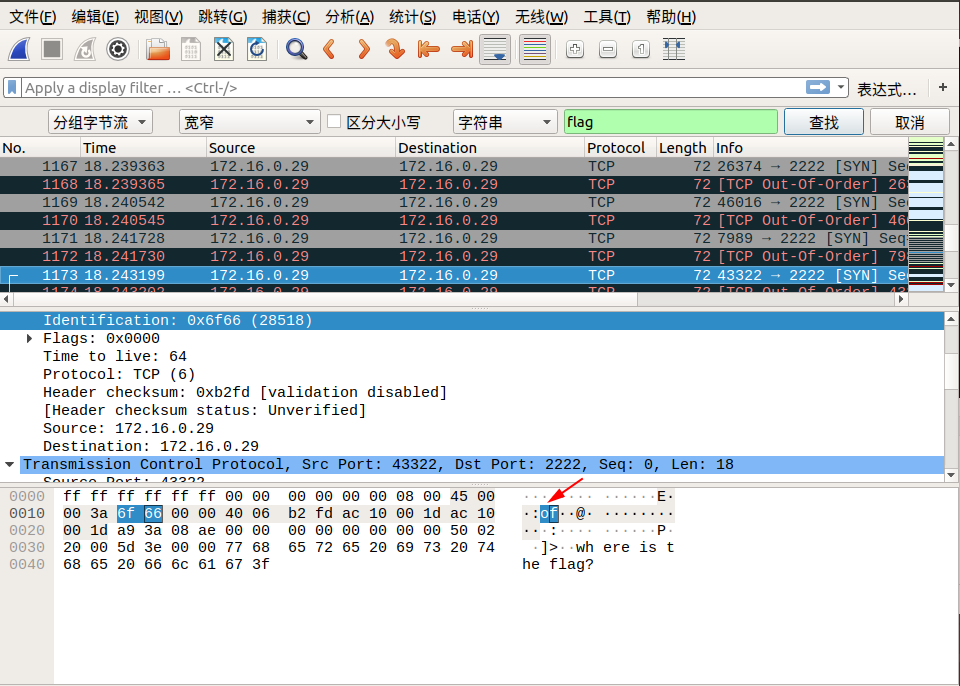 文件(F) 编辑(E) 视图(V) 跳转(G) 捕获(C) 分析(A) 统计(S) 电话(Y) 无线(W) 工具(T) 帮助(H)
Apply a display filter … <Ctrl-/> 表达式… +
分组字节流 宽窄 区分大小写 字符串 flag 查找 取消
No. Time Source Destination Protocol Length Info
1167 18.239363 172.16.0.29 172.16.0.29 TCP 72 26374 → 2222 [SYN] Se
1168 18.239365 172.16.0.29 172.16.0.29 TCP 72 [TCP Out-Of-Order] 26
1169 18.240542 172.16.0.29 172.16.0.29 TCP 72 46016 → 2222 [SYN] Se
1170 18.240545 172.16.0.29 172.16.0.29 TCP 72 [TCP Out-Of-Order] 46
1171 18.241728 172.16.0.29 172.16.0.29 TCP 72 7989 → 2222 [SYN] Seq
1172 18.241730 172.16.0.29 172.16.0.29 TCP 72 [TCP Out-Of-Order] 79
1173 18.243199 172.16.0.29 172.16.0.29 TCP 72 43322 → 2222 [SYN] Se
1174 18.243202 172.16.0.29 172.16.0.29 TCP 72 [TCP Out-Of-Order] 43
Identification: 0x6f66 (28518)
Flags: 0x0000
Time to live: 64
Protocol: TCP (6)
Header checksum: 0xb2fd [validation disabled]
[Header checksum status: Unverified]
Source: 172.16.0.29
Destination: 172.16.0.29
Transmission Control Protocol, Src Port: 43322, Dst Port: 2222, Seq: 0, Len: 18
Source Port: 43322
0000 ff ff ff ff ff ff 00 00 00 00 00 00 08 00 45 00 ········ ······E·
0010 00 3a 6f 66 00 00 40 06 b2 fd ac 10 00 1d ac 10 ·:of··@· ········
0020 00 1d a9 3a 08 ae 00 00 00 00 00 00 00 00 50 02 ···:···· ······P·
0030 20 00 5d 3e 00 00 77 68 65 72 65 20 69 73 20 74 ·]>··wh ere is t
0040 68 65 20 66 6c 61 67 3f he flag?